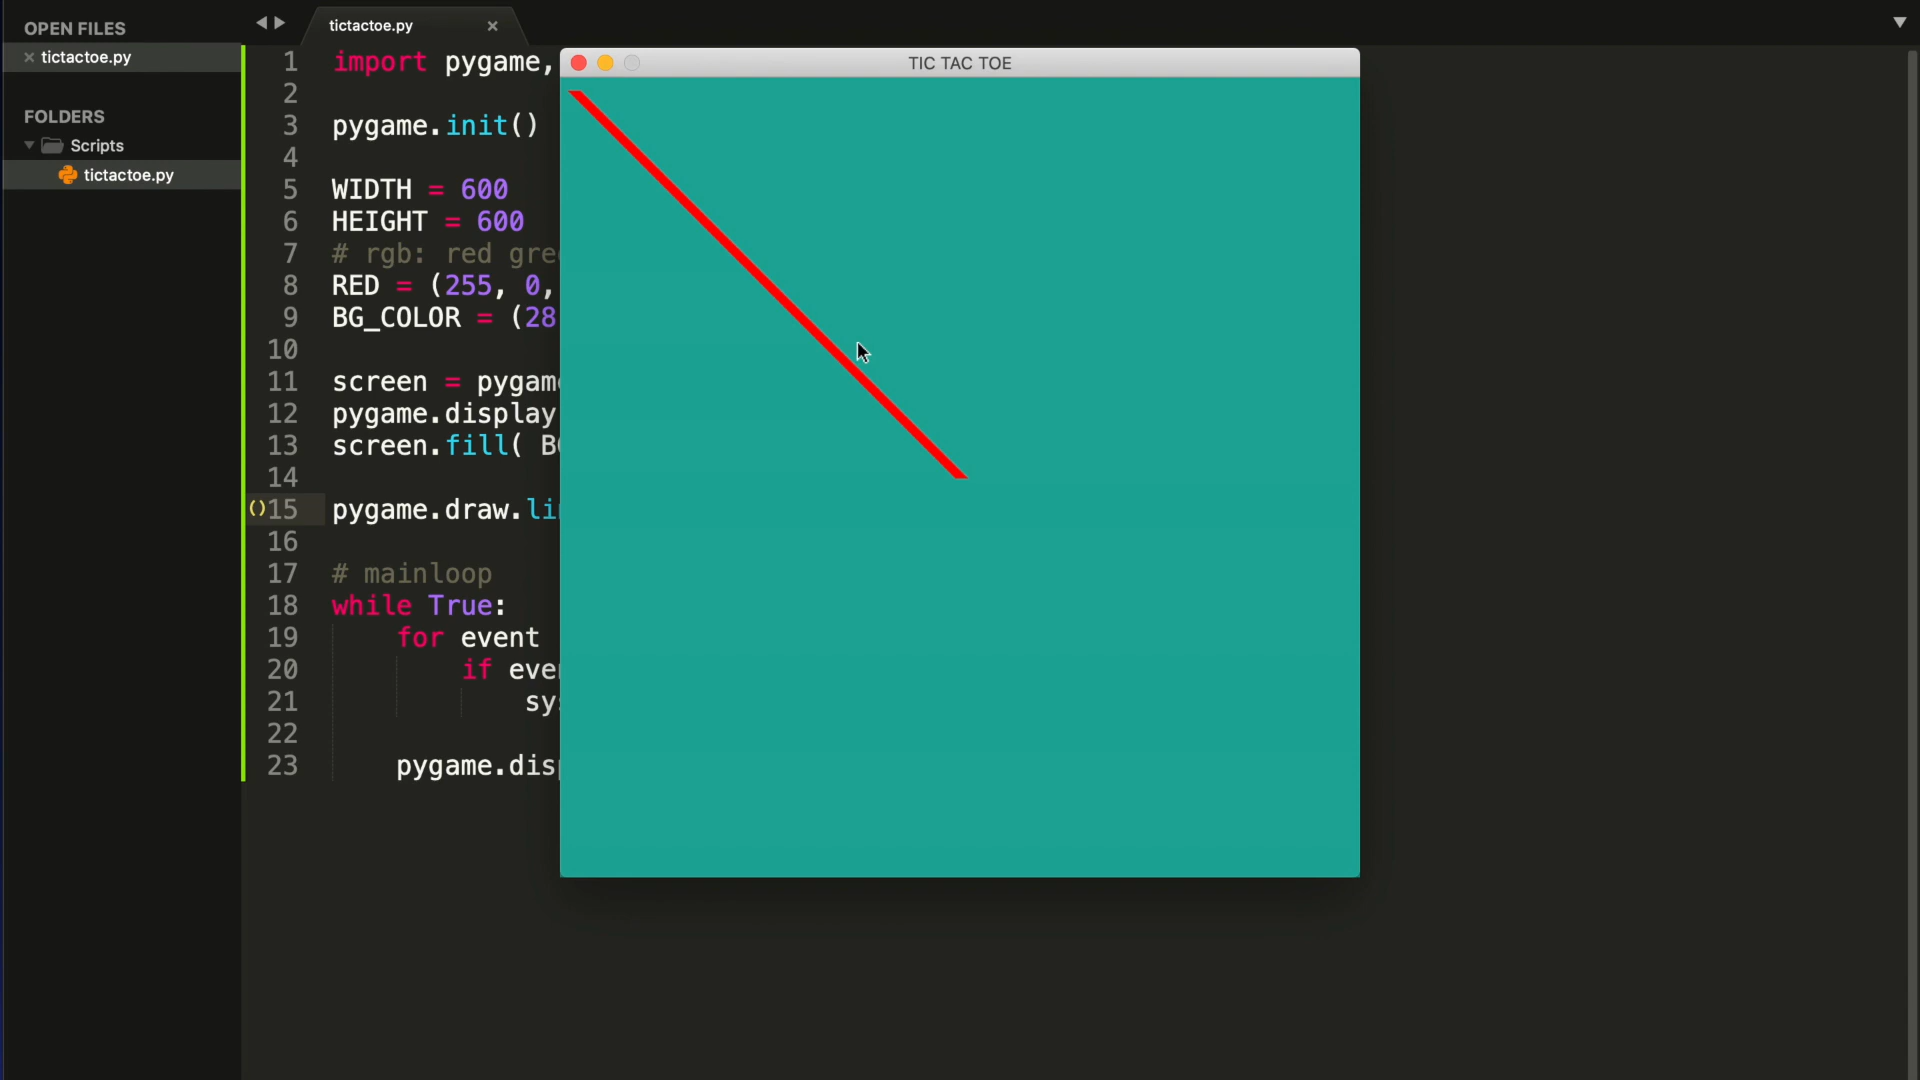 OPEN FILES
tictactoe.py
FOLDERS
Scripts
tictactoe.py
tictactoe.py
TIC TAC TOE
1 import pygame,
2
3 pygame.init()
4
5 WIDTH = 600
6 HEIGHT = 600
7 # rgb: red gre
8 RED = (255, 0,
9 BG_COLOR = (28
10
11 screen = pygam
12 pygame.display
13 screen.fill( B
14
15 pygame.draw.li
16
17 # mainloop
18 while True:
19 for event
20 if eve
21 sys
22
23 pygame.disp